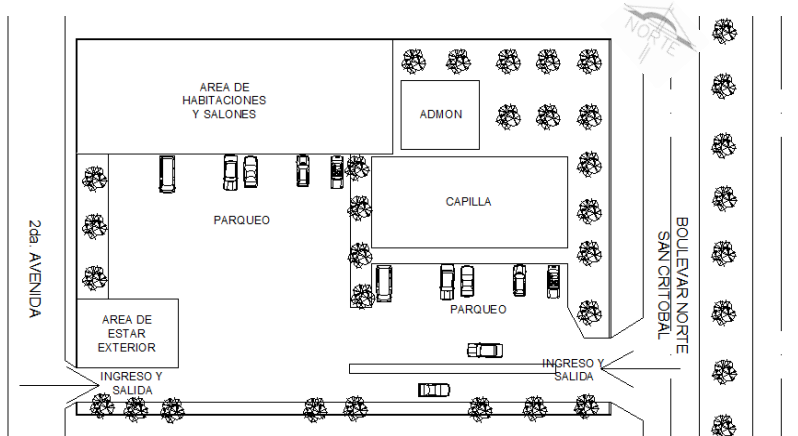 NORTE
AREA DE
HABITACIONES
Y SALONES
ADMON
CAPILLA
PARQUEO
2da. AVENIDA
BOULEVAR NORTE
SAN CRITOBAL
AREA DE
ESTAR
EXTERIOR
PARQUEO
INGRESO Y
SALIDA
INGRESO Y
SALIDA